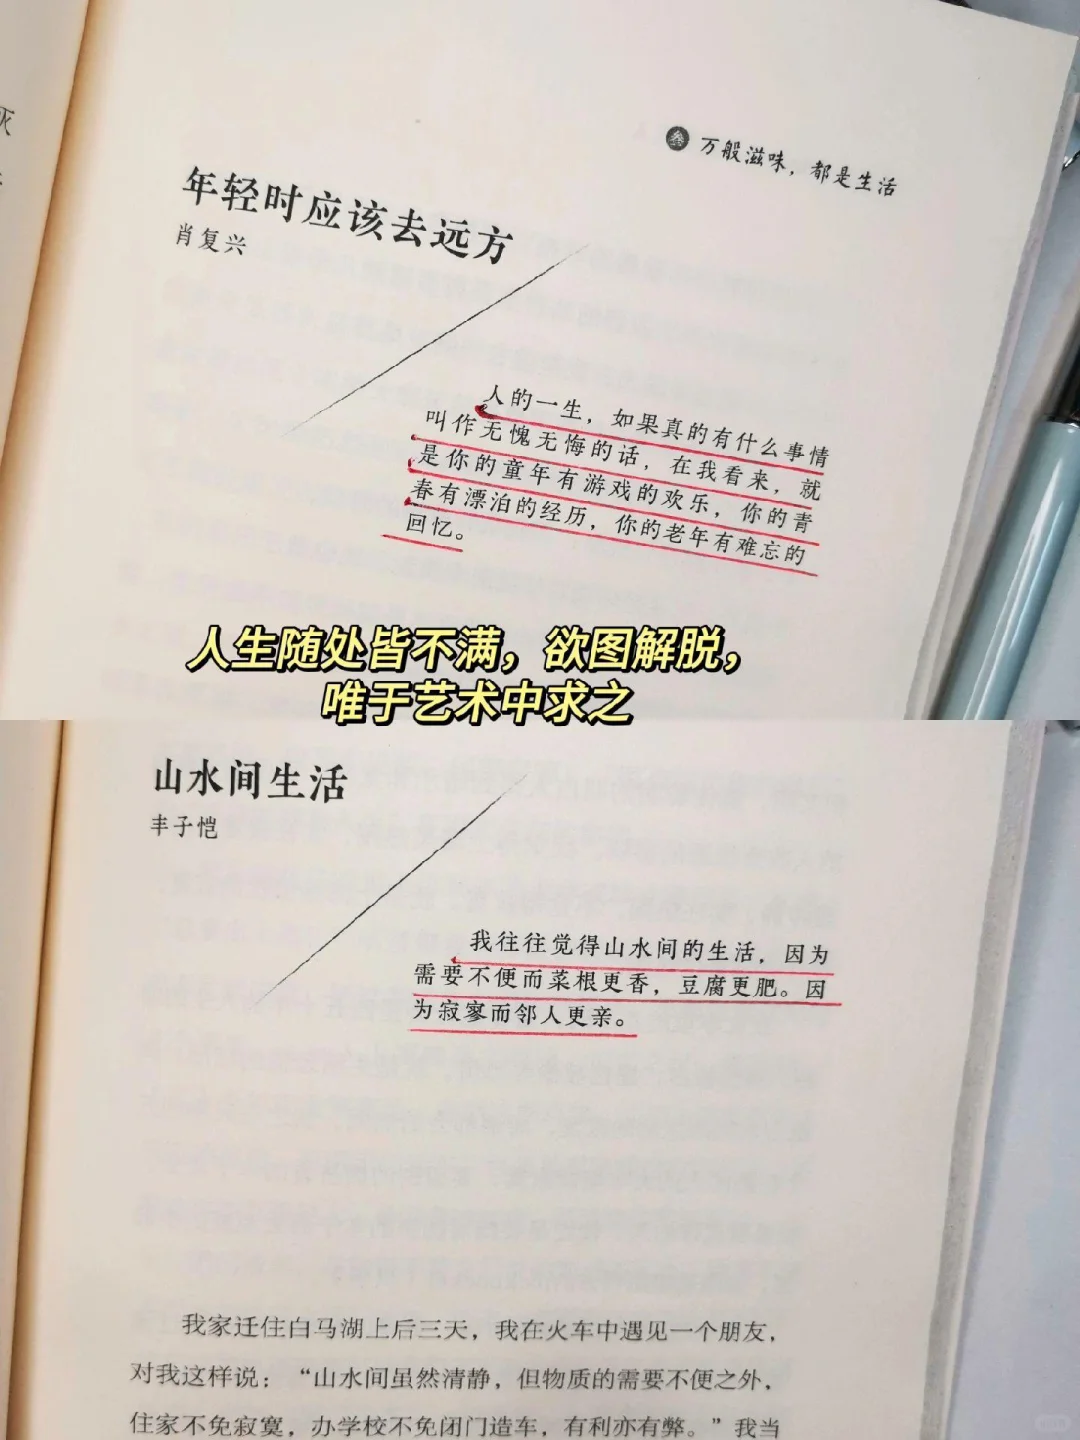 灭
叁 万般滋味，都是生活
年轻时应该去远方
肖复兴
人的一生，如果真的有什么事情
叫作无愧无悔的话，在我看来，就
是你的童年有游戏的欢乐，你的青
春有漂泊的经历，你的老年有难忘的
回忆。
人生随处皆不满，欲图解脱，
唯于艺术中求之
山水间生活
丰子恺
我往往觉得山水间的生活，因为
需要不便而菜根更香，豆腐更肥。因
为寂寥而邻人更亲。
我家迁住白马湖上后三天，我在火车中遇见一个朋友，
对我这样说：“山水间虽然清静，但物质的需要不便之外，
住家不免寂寞，办学校不免闭门造车，有利亦有弊。”我当